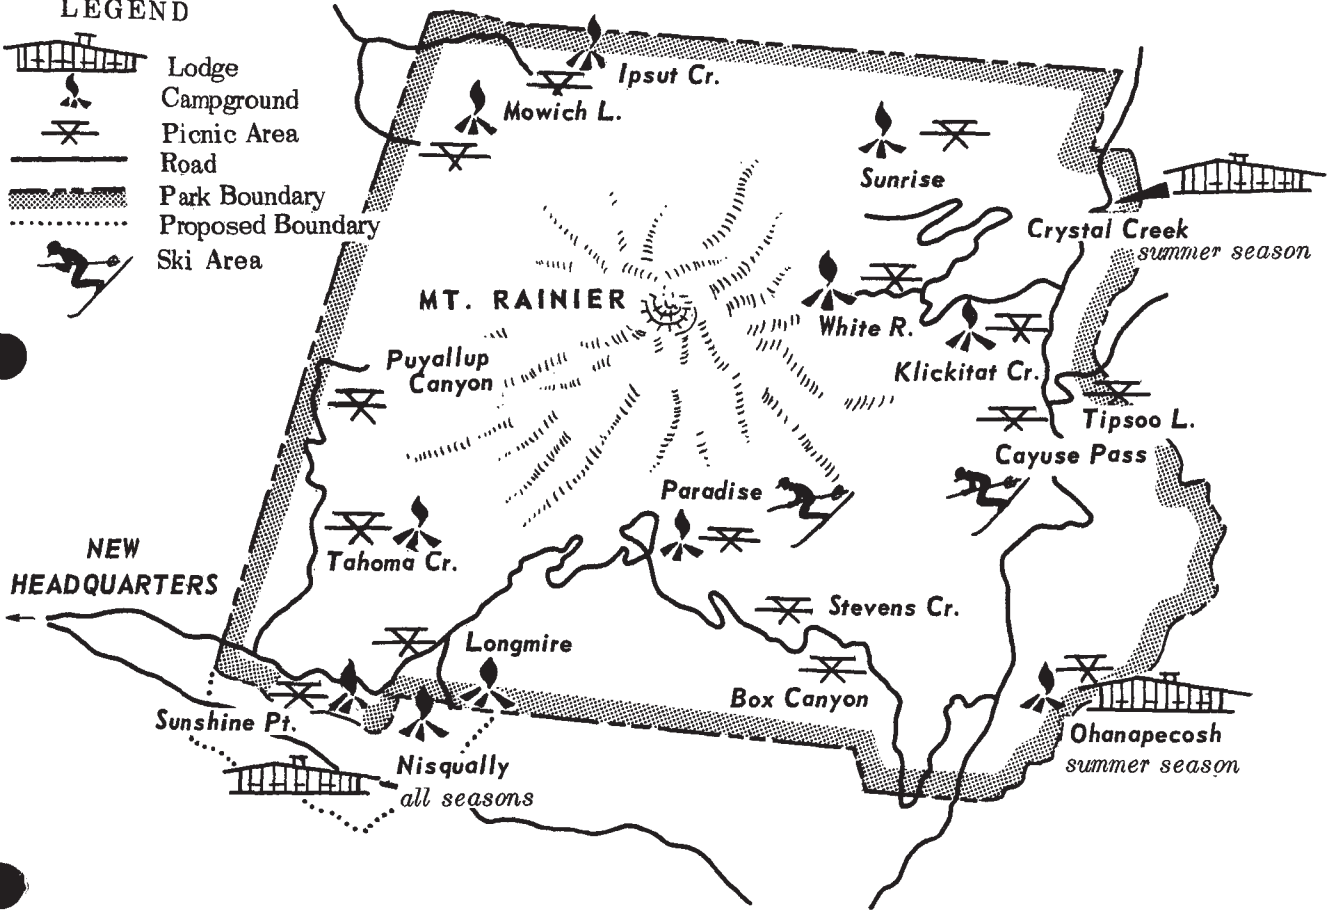 LEGEND
Lodge
Campground
Picnic Area
Road
Park Boundary
Proposed Boundary
Ski Area
Ipsut Cr.
Mowich L.
Sunrise
Crystal Creek
summer season
MT. RAINIER
White R.
Klickitat Cr.
Puyallup
Canyon
Tipsoo L.
Cayuse Pass
Paradise
NEW
HEADQUARTERS
Tahoma Cr.
Stevens Cr.
Longmire
Box Canyon
Sunshine Pt.
Ohanapecosh
summer season
Nisqually
all seasons